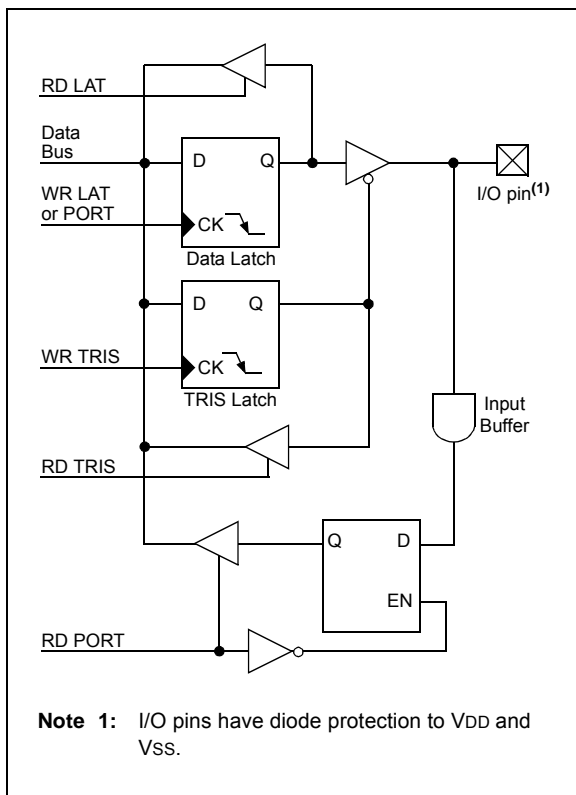 RD LAT
Data
Bus
D Q
WR LAT
or PORT
I/O pin(1)
CK
Data Latch
D Q
WR TRIS
CK
TRIS Latch
Input
Buffer
RD TRIS
Q D
EN
RD PORT
Note 1: I/O pins have diode protection to VDD and
VSS.